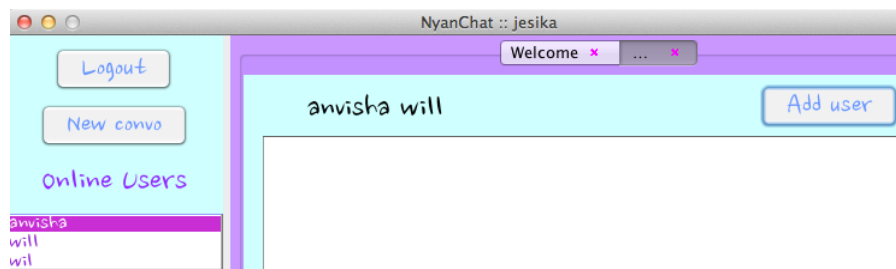 NyanChat :: jesika
Logout
New convo
Online Users
anvisha
will
wil
Welcome ×
... ×
anvisha will
Add user